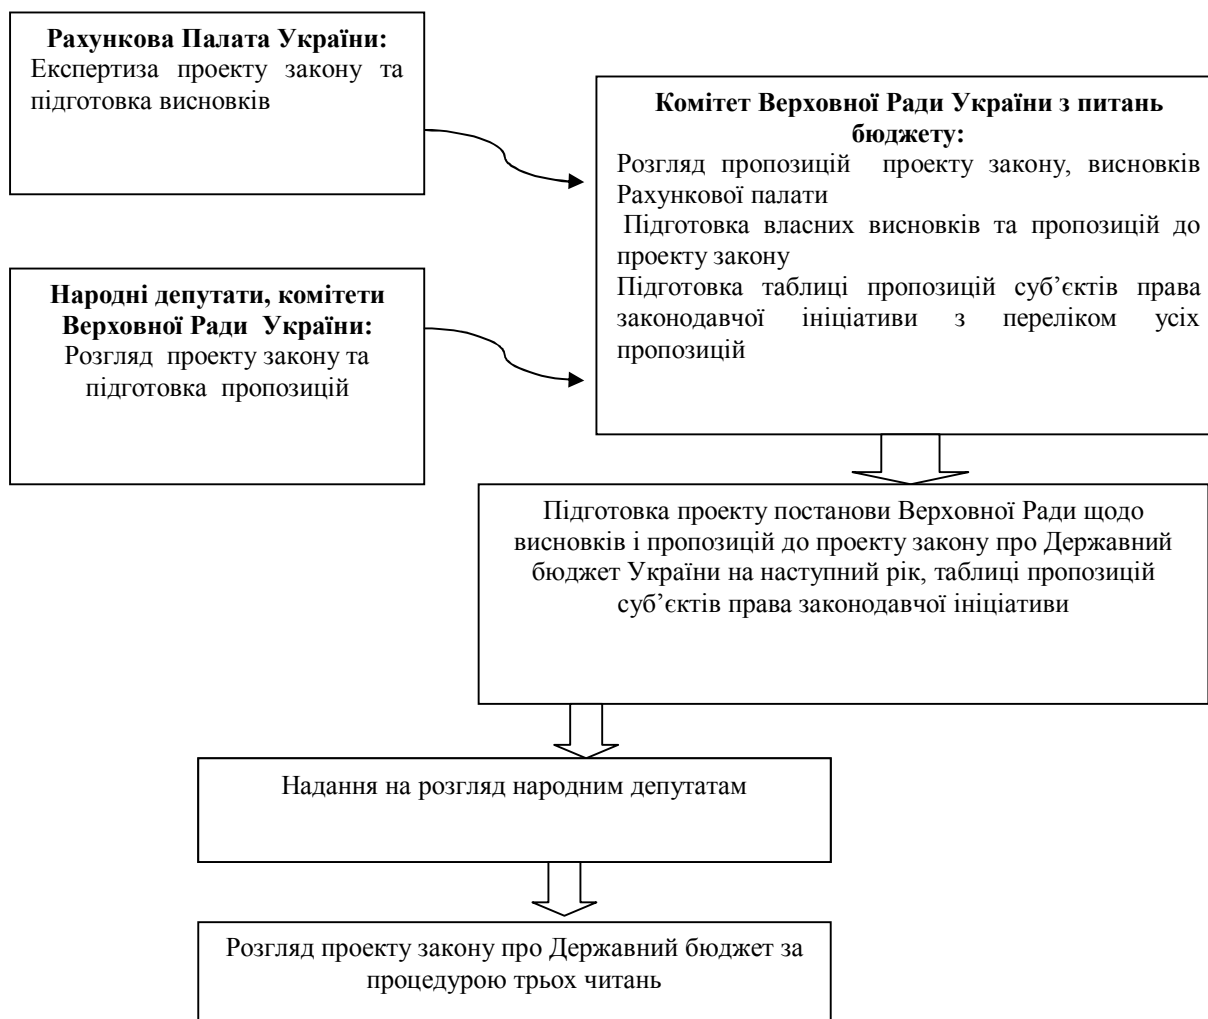 Рахункова Палата України:
Експертиза проекту закону та
підготовка висновків
Комітет Верховної Ради України з питань
бюджету:
Розгляд пропозицій проекту закону, висновків
Рахункової палати
Підготовка власних висновків та пропозицій до
проекту закону
Підготовка таблиці пропозицій суб’єктів права
законодавчої ініціативи з переліком усіх
пропозицій
Народні депутати, комітети
Верховної Ради України:
Розгляд проекту закону та
підготовка пропозицій
Підготовка проекту постанови Верховної Ради щодо
висновків і пропозицій до проекту закону про Державний
бюджет України на наступний рік, таблиці пропозицій
суб’єктів права законодавчої ініціативи
Надання на розгляд народним депутатам
Розгляд проекту закону про Державний бюджет за
процедурою трьох читань